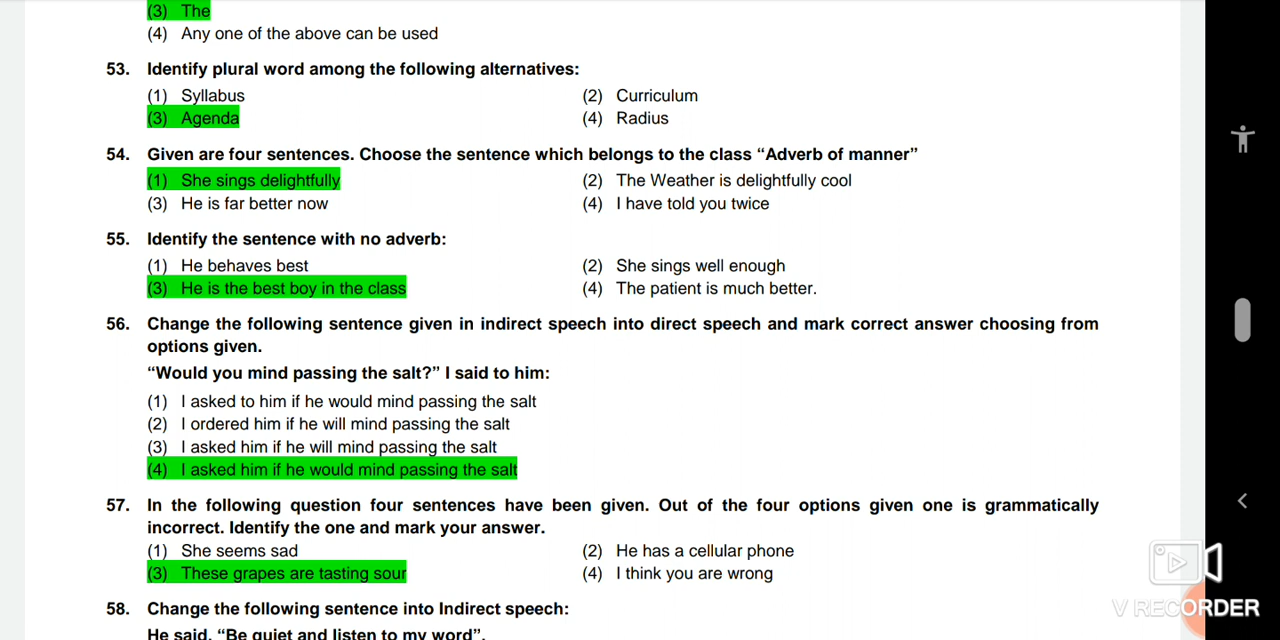 (3) The
(4) Any one of the above can be used
53. Identify plural word among the following alternatives:
(1) Syllabus (2) Curriculum
(3) Agenda (4) Radius
54. Given are four sentences. Choose the sentence which belongs to the class “Adverb of manner”
(1) She sings delightfully (2) The Weather is delightfully cool
(3) He is far better now (4) I have told you twice
55. Identify the sentence with no adverb:
(1) He behaves best (2) She sings well enough
(3) He is the best boy in the class (4) The patient is much better.
56. Change the following sentence given in indirect speech into direct speech and mark correct answer choosing from
options given.
“Would you mind passing the salt?” I said to him:
(1) I asked to him if he would mind passing the salt
(2) I ordered him if he will mind passing the salt
(3) I asked him if he will mind passing the salt
(4) I asked him if he would mind passing the salt
57. In the following question four sentences have been given. Out of the four options given one is grammatically
incorrect. Identify the one and mark your answer.
(1) She seems sad (2) He has a cellular phone
(3) These grapes are tasting sour (4) I think you are wrong
58. Change the following sentence into Indirect speech:
He said, “Be quiet and listen to my word”.
V RECORDER